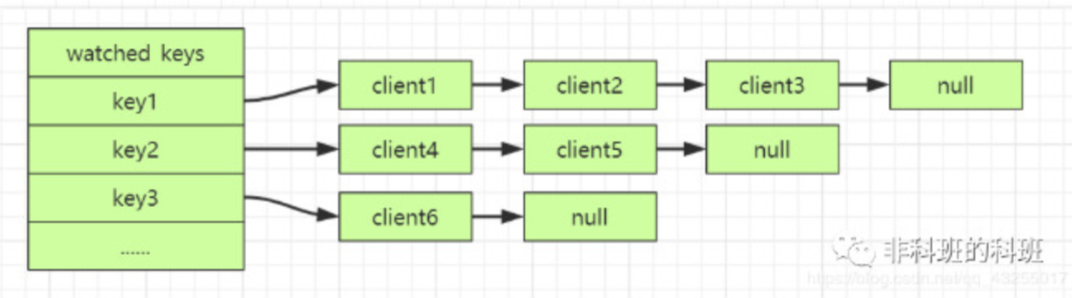 watched keys
key1
client1
client2
client3
null
key2
client4
client5
null
key3
client6
null
......
非科班的科班
https://blog.csdn.net/qq_43255017